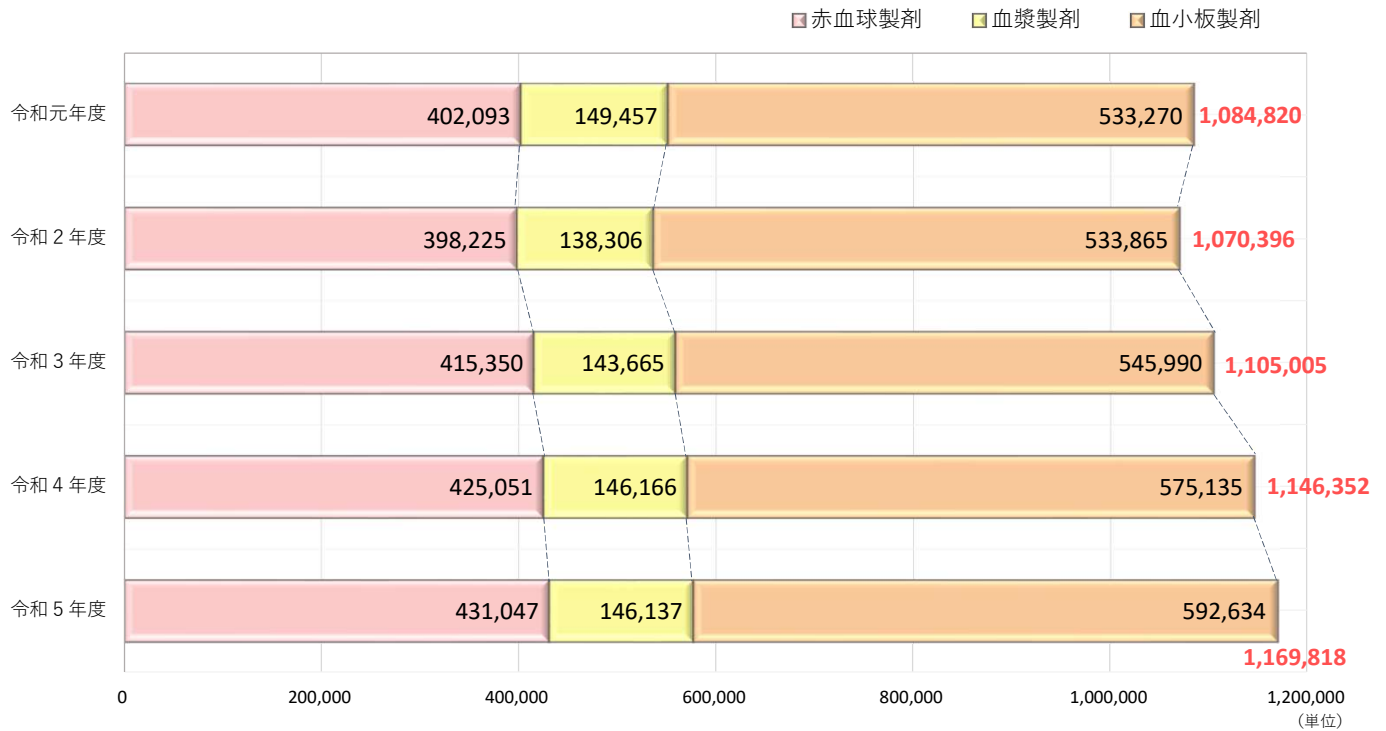 赤血球製剤 血漿製剤 血小板製剤
令和元年度 402,093 149,457 533,270 1,084,820
令和２年度 398,225 138,306 533,865 1,070,396
令和３年度 415,350 143,665 545,990 1,105,005
令和４年度 425,051 146,166 575,135 1,146,352
令和５年度 431,047 146,137 592,634
1,169,818
0 200,000 400,000 600,000 800,000 1,000,000 1,200,000
（単位）